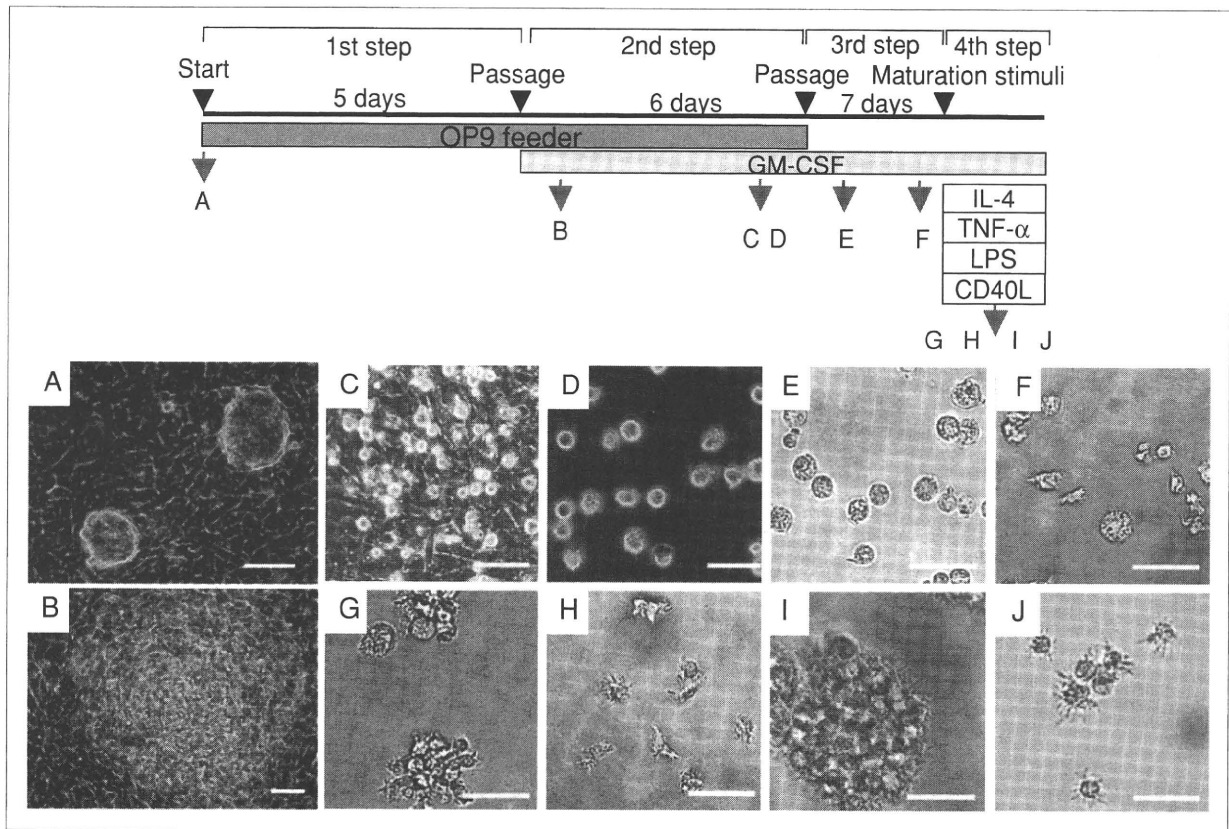 1st step 2nd step 3rd step 4th step
Start Passage Passage Maturation stimuli
5 days 6 days 7 days
OP9 feeder
GM-CSF
A B C D E F
IL-4
TNF-α
LPS
CD40L
G H I J
A C D E F
B G H I J